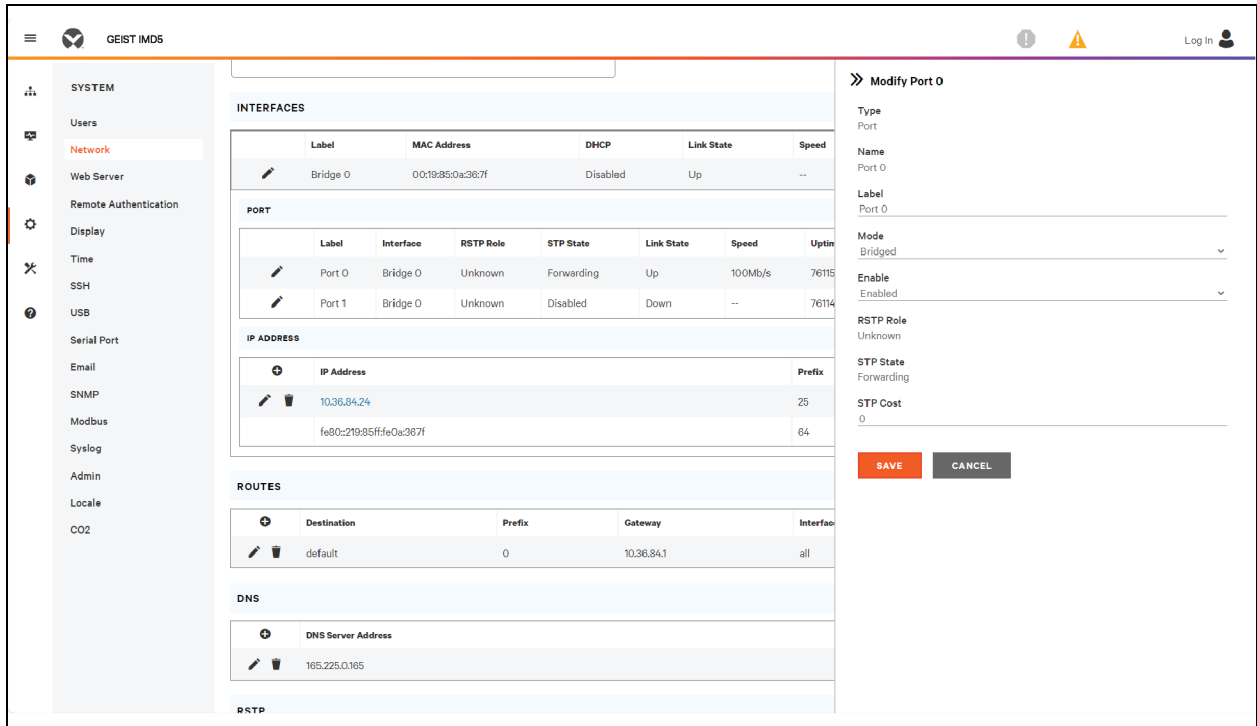 GEIST IMD5
Log In
SYSTEM
Users
Network
Web Server
Remote Authentication
Display
Time
SSH
USB
Serial Port
Email
SNMP
Modbus
Syslog
Admin
Locale
CO2
INTERFACES
Label MAC Address DHCP Link State Speed
Bridge 0 00:19:85:0a:36:7f Disabled Up --
PORT
Label Interface RSTP Role STP State Link State Speed Uptim
Port 0 Bridge 0 Unknown Forwarding Up 100Mb/s 76115
Port 1 Bridge 0 Unknown Disabled Down -- 76114
IP ADDRESS
IP Address Prefix
10.36.84.24 25
fe80::219:85ff:fe0a:367f 64
ROUTES
Destination Prefix Gateway Interfac
default 0 10.36.84.1 all
DNS
DNS Server Address
165.225.0.165
RSTP
Modify Port 0
Type
Port
Name
Port 0
Label
Port 0
Mode
Bridged
Enable
Enabled
RSTP Role
Unknown
STP State
Forwarding
STP Cost
0
SAVE CANCEL